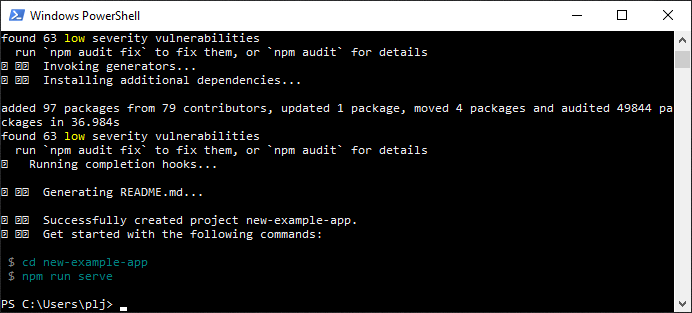 Windows PowerShell
found 63 low severity vulnerabilities
  run `npm audit fix` to fix them, or `npm audit` for details
Invoking generators...
Installing additional dependencies...
added 97 packages from 79 contributors, updated 1 package, moved 4 packages and audited 49844 pa
ckages in 36.984s
found 63 low severity vulnerabilities
  run `npm audit fix` to fix them, or `npm audit` for details
Running completion hooks...
Generating README.md...
Successfully created project new-example-app.
Get started with the following commands:
$ cd new-example-app
$ npm run serve
PS C:\Users\plj>